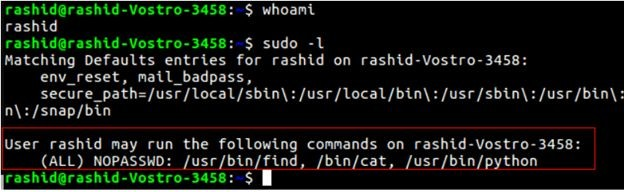 rashid@rashid-Vostro-3458:~$ whoami
rashid
rashid@rashid-Vostro-3458:~$ sudo -l
Matching Defaults entries for rashid on rashid-Vostro-3458:
    env_reset, mail_badpass,
    secure_path=/usr/local/sbin\:/usr/local/bin\:/usr/sbin\:/usr/bin\:
n\:/snap/bin
User rashid may run the following commands on rashid-Vostro-3458:
    (ALL) NOPASSWD: /usr/bin/find, /bin/cat, /usr/bin/python
rashid@rashid-Vostro-3458:~$